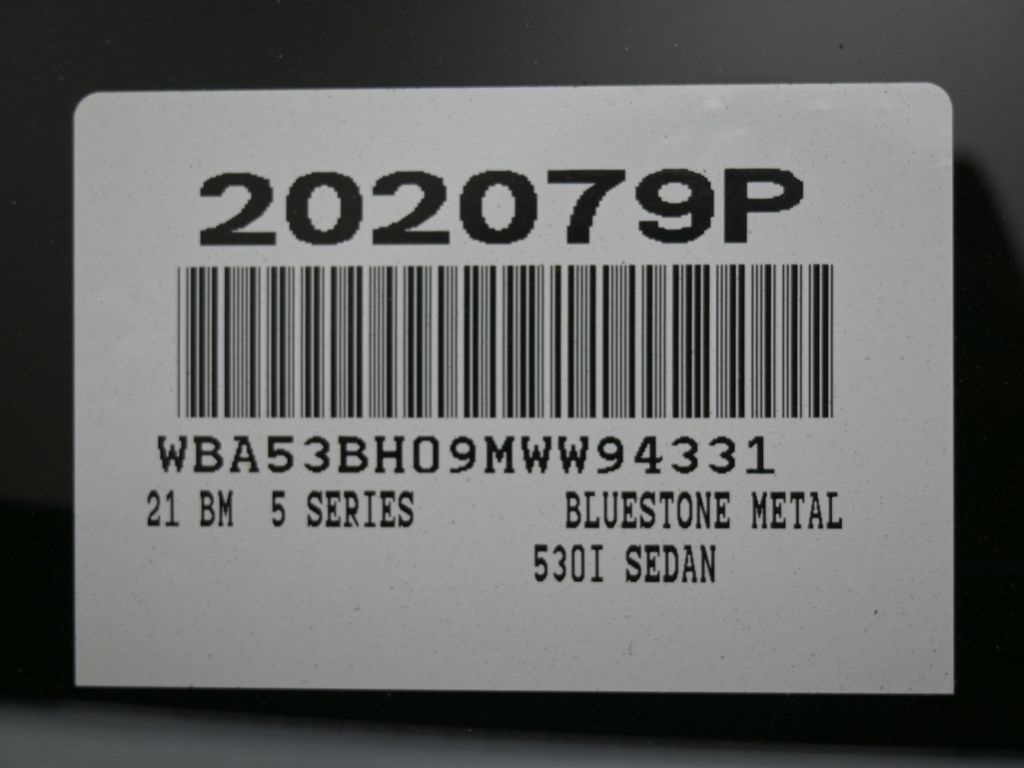 202079P
WBA53BH09MWW94331
21 BM 5 SERIES BLUESTONE METAL
530I SEDAN